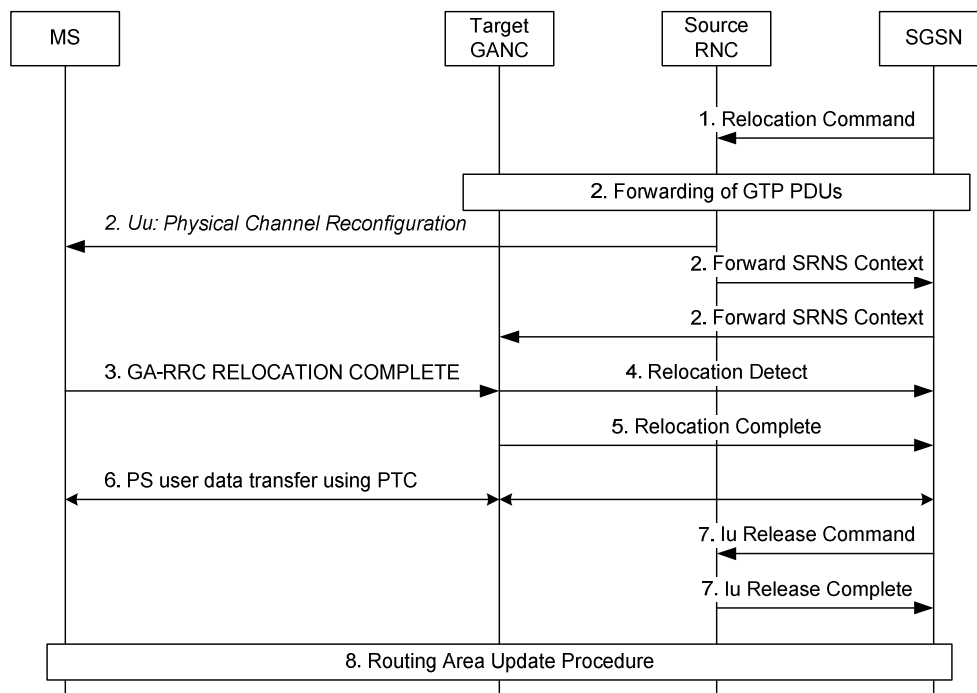 MS
Target
GANC
Source
RNC
SGSN
1. Relocation Command
2. Forwarding of GTP PDUs
2. Uu: Physical Channel Reconfiguration
2. Forward SRNS Context
2. Forward SRNS Context
3. GA-RRC RELOCATION COMPLETE
4. Relocation Detect
5. Relocation Complete
6. PS user data transfer using PTC
7. Iu Release Command
7. Iu Release Complete
8. Routing Area Update Procedure